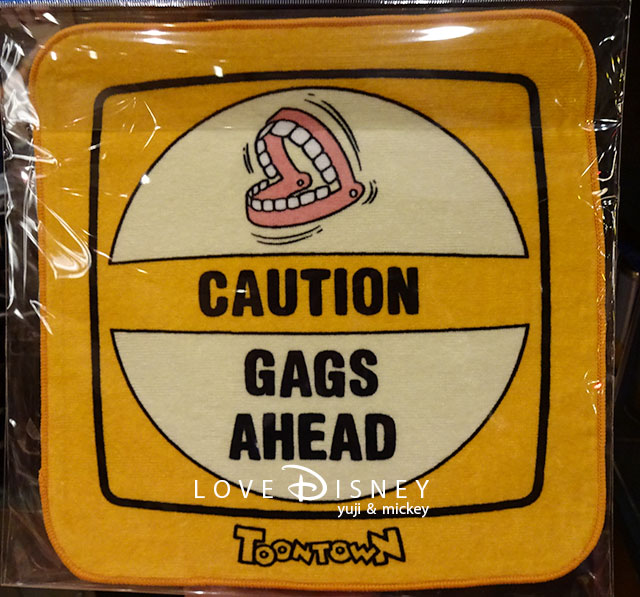 CAUTION
GAGS
AHEAD
LOVE DISNEY
yuji & mickey
TOONTOWN